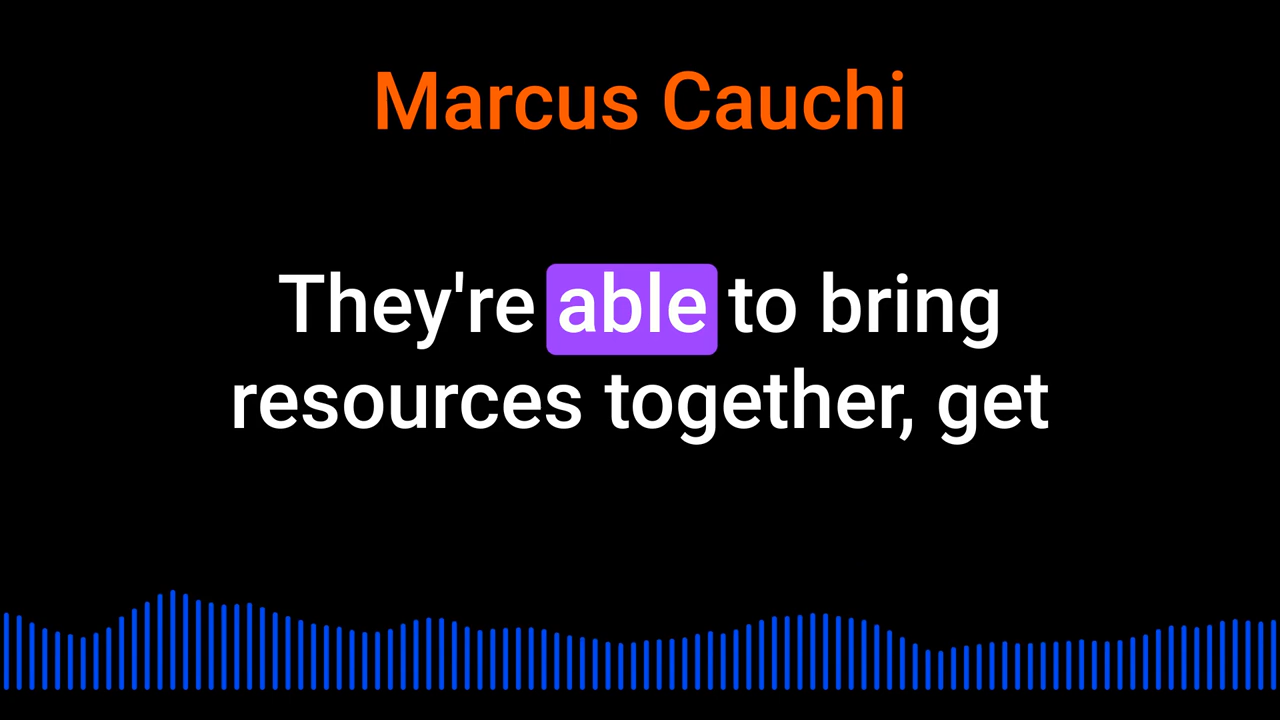 Marcus Cauchi
They're able to bring
resources together, get